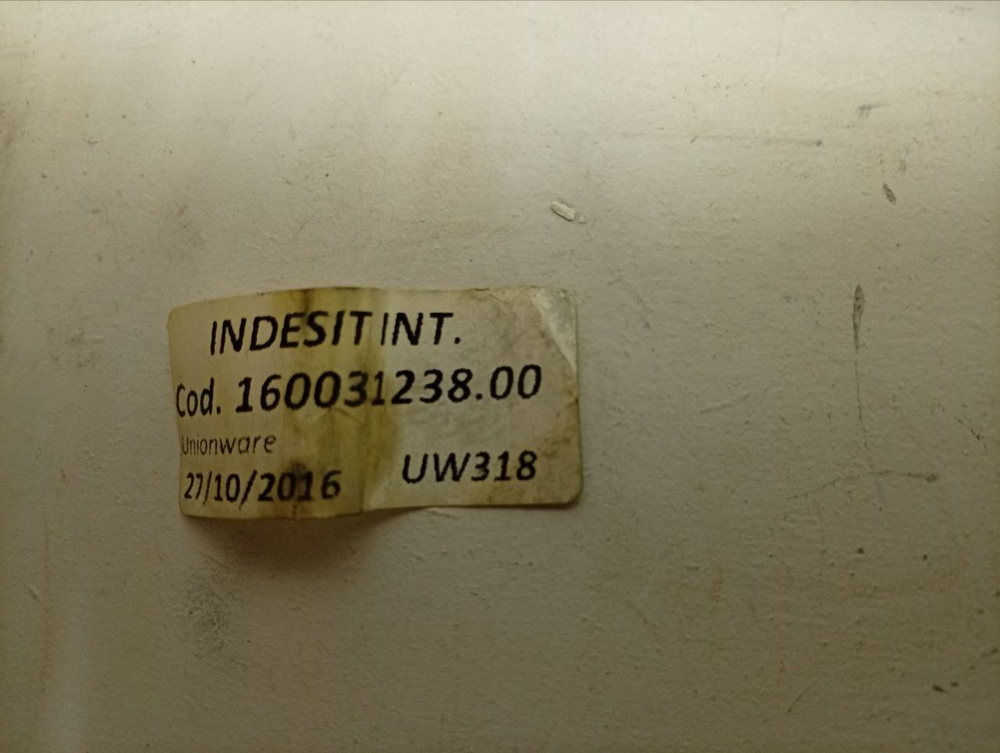 INDESIT INT.
Cod. 160031238.00
Unionware
27/10/2016 UW318